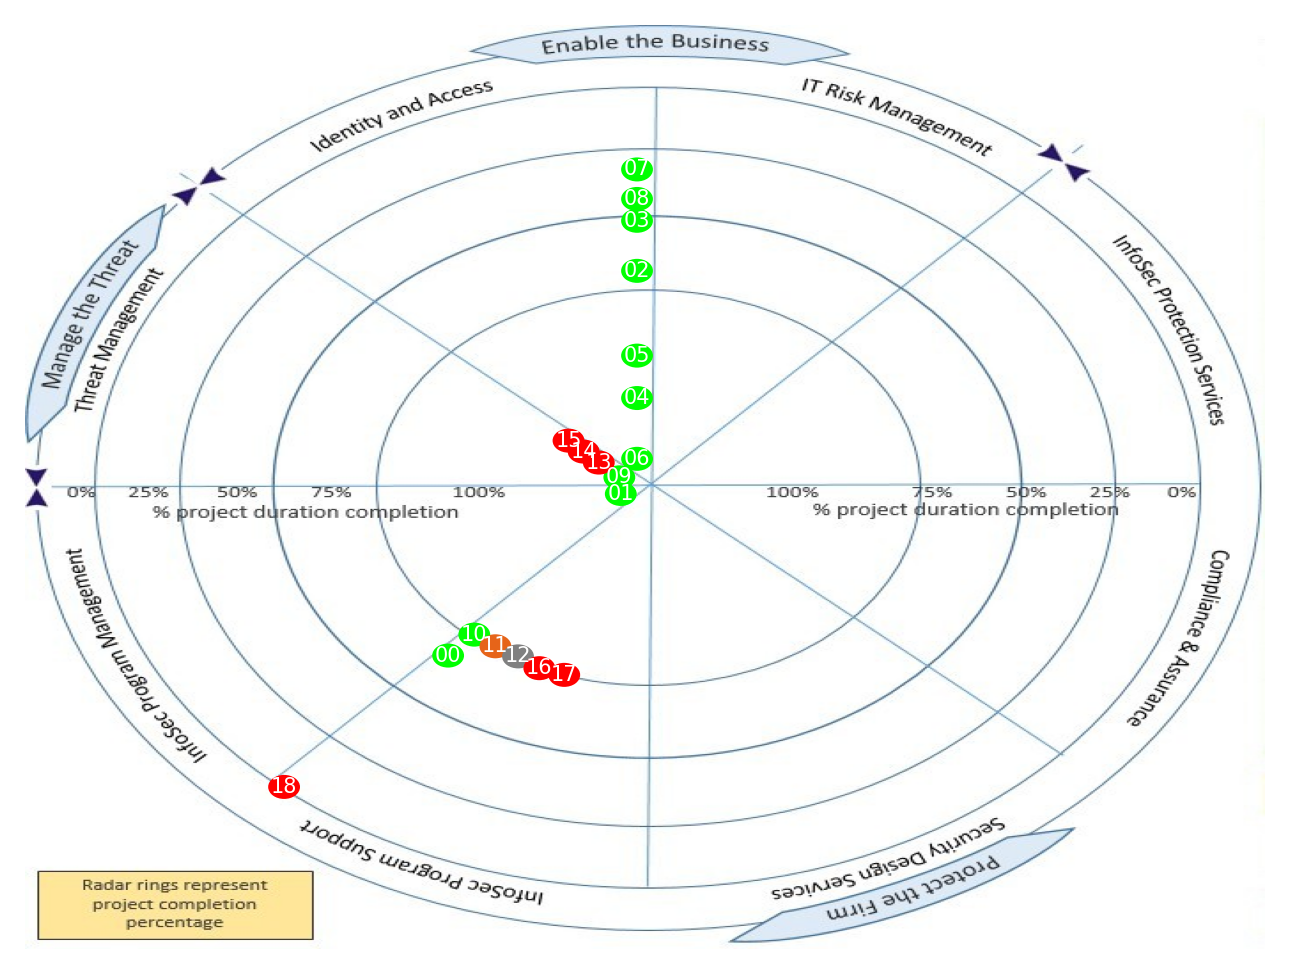 Enable the Business
Identity and Access
IT Risk Management
Manage the Threat
Threat Management
InfoSec Protection Services
07
08
03
02
05
04
15
14
13
06
09
01
0%
25%
50%
75%
100%
100%
75%
50%
25%
0%
% project duration completion
% project duration completion
InfoSec Program Management
Compliance & Assurance
10
11
00
12
16
17
18
InfoSec Program Support
Security Design Services
Protect the Firm
Radar rings represent
project completion
percentage